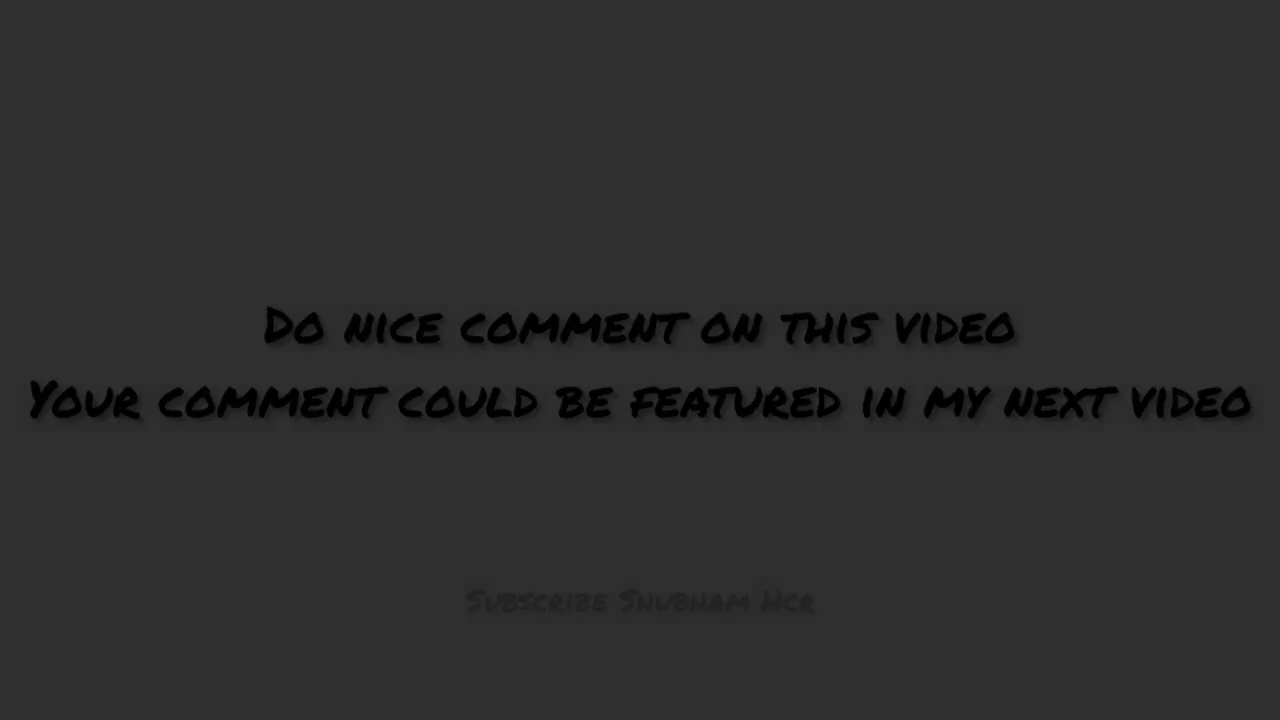 Do nice comment on this video
Your comment could be featured in my next video
Subscribe Shubham